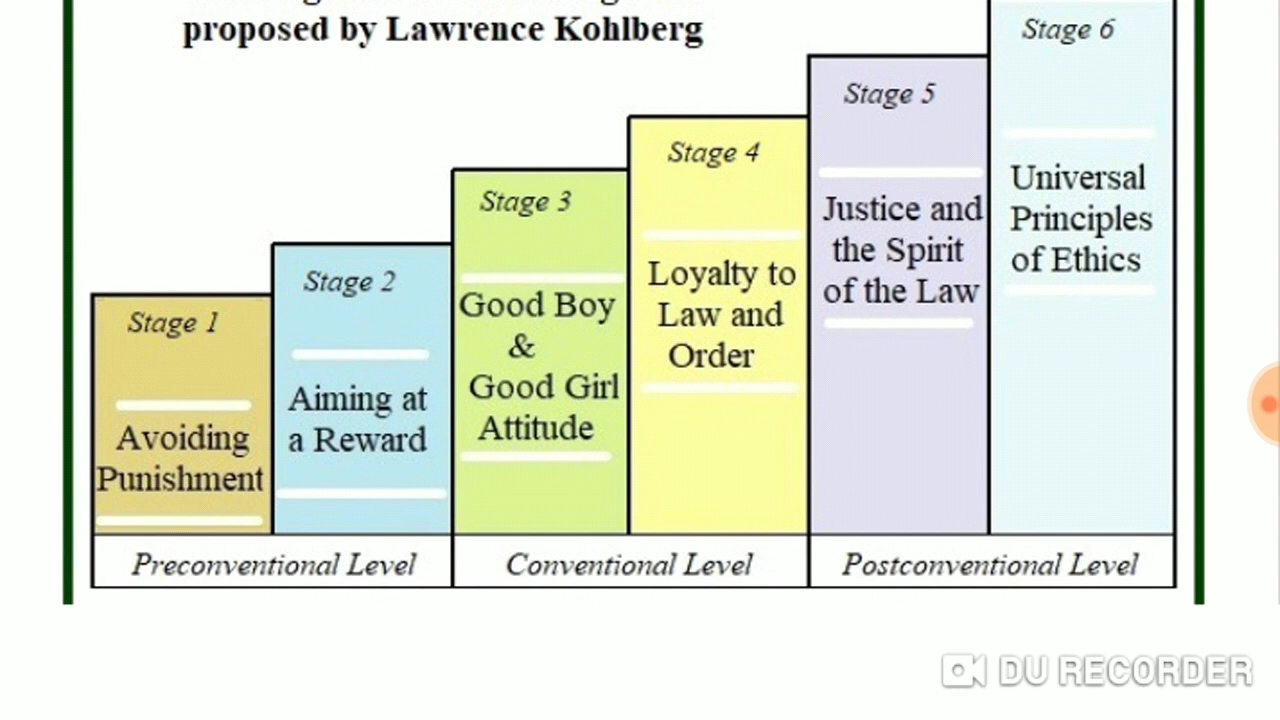 proposed by Lawrence Kohlberg
Stage 1
Avoiding
Punishment
Stage 2
Aiming at
a Reward
Stage 3
Good Boy
&
Good Girl
Attitude
Stage 4
Loyalty to
Law and
Order
Stage 5
Justice and
the Spirit
of the Law
Stage 6
Universal
Principles
of Ethics
Preconventional Level
Conventional Level
Postconventional Level
DU RECORDER